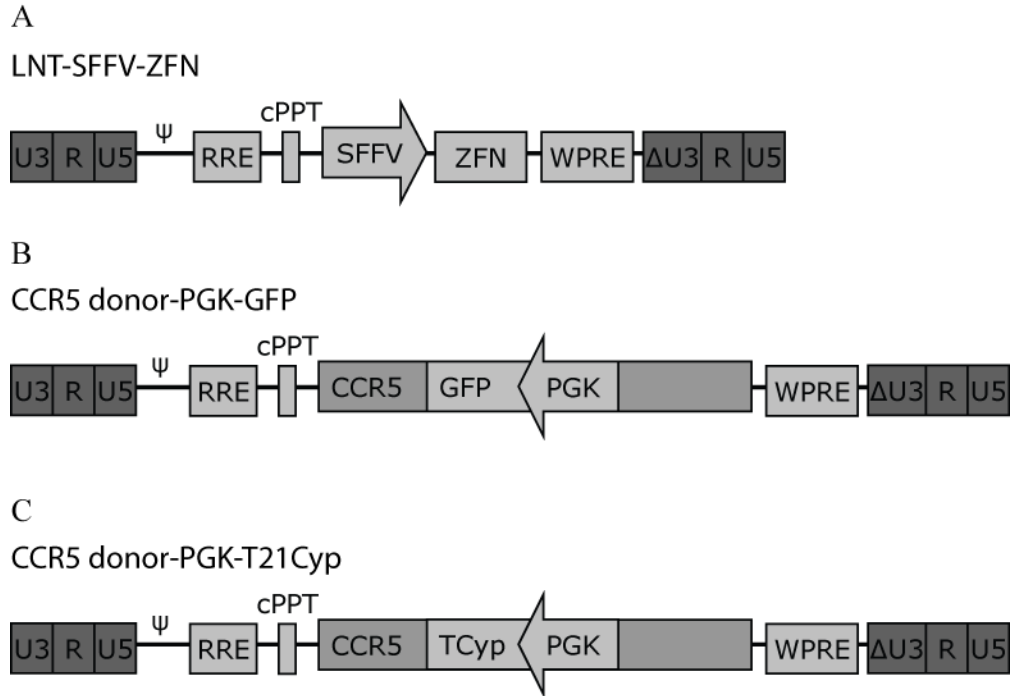 A
LNT-SFFV-ZFN
ψ cPPT
U3 R U5 RRE SFFV ZFN WPRE ΔU3 R U5
B
CCR5 donor-PGK-GFP
ψ cPPT
U3 R U5 RRE CCR5 GFP PGK WPRE ΔU3 R U5
C
CCR5 donor-PGK-T21Cyp
ψ cPPT
U3 R U5 RRE CCR5 TCyp PGK WPRE ΔU3 R U5